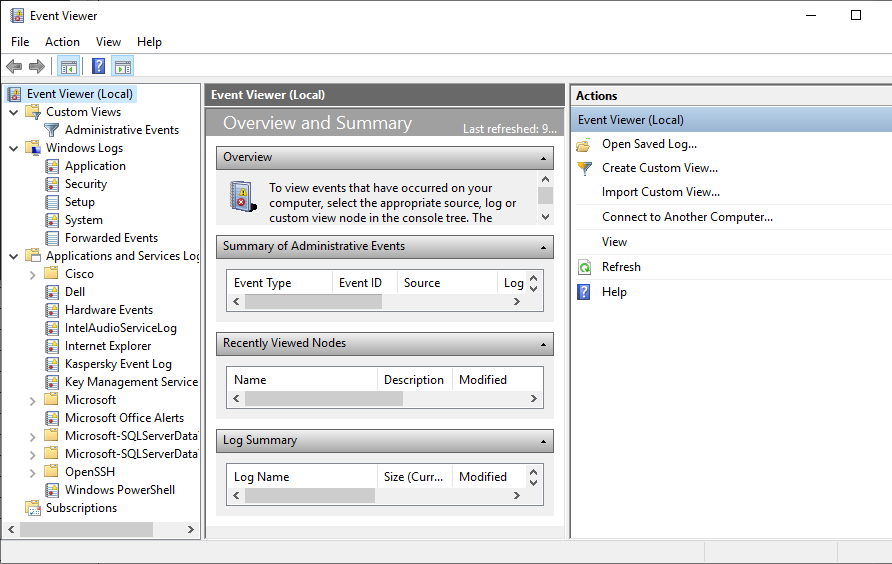 Event Viewer
File Action View Help
Event Viewer (Local)
Custom Views
Administrative Events
Windows Logs
Application
Security
Setup
System
Forwarded Events
Applications and Services Log
Cisco
Dell
Hardware Events
IntelAudioServiceLog
Internet Explorer
Kaspersky Event Log
Key Management Service
Microsoft
Microsoft Office Alerts
Microsoft-SQLServerData
Microsoft-SQLServerData
OpenSSH
Windows PowerShell
Subscriptions
Event Viewer (Local)
Overview and Summary
Last refreshed: 9...
Overview
To view events that have occurred on your
computer, select the appropriate source, log or
custom view node in the console tree. The
Summary of Administrative Events
Event Type Event ID Source Log
Recently Viewed Nodes
Name Description Modified
Log Summary
Log Name Size (Curr... Modified
Actions
Event Viewer (Local)
Open Saved Log...
Create Custom View...
Import Custom View...
Connect to Another Computer...
View
Refresh
Help